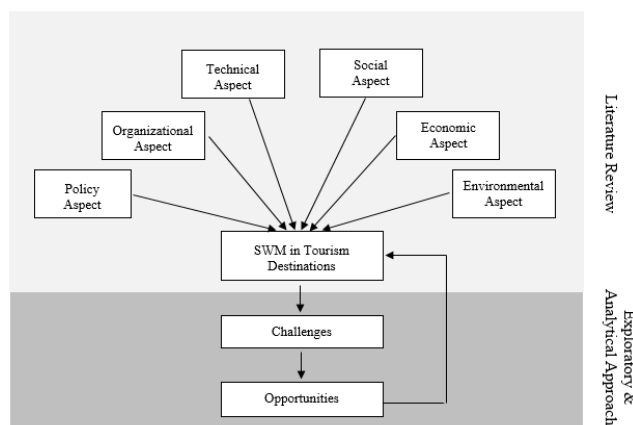 Technical
Aspect
Social
Aspect
Organizational
Aspect
Economic
Aspect
Policy
Aspect
Environmental
Aspect
SWM in Tourism
Destinations
Challenges
Opportunities
Literature Review
Exploratory &
Analytical Approach